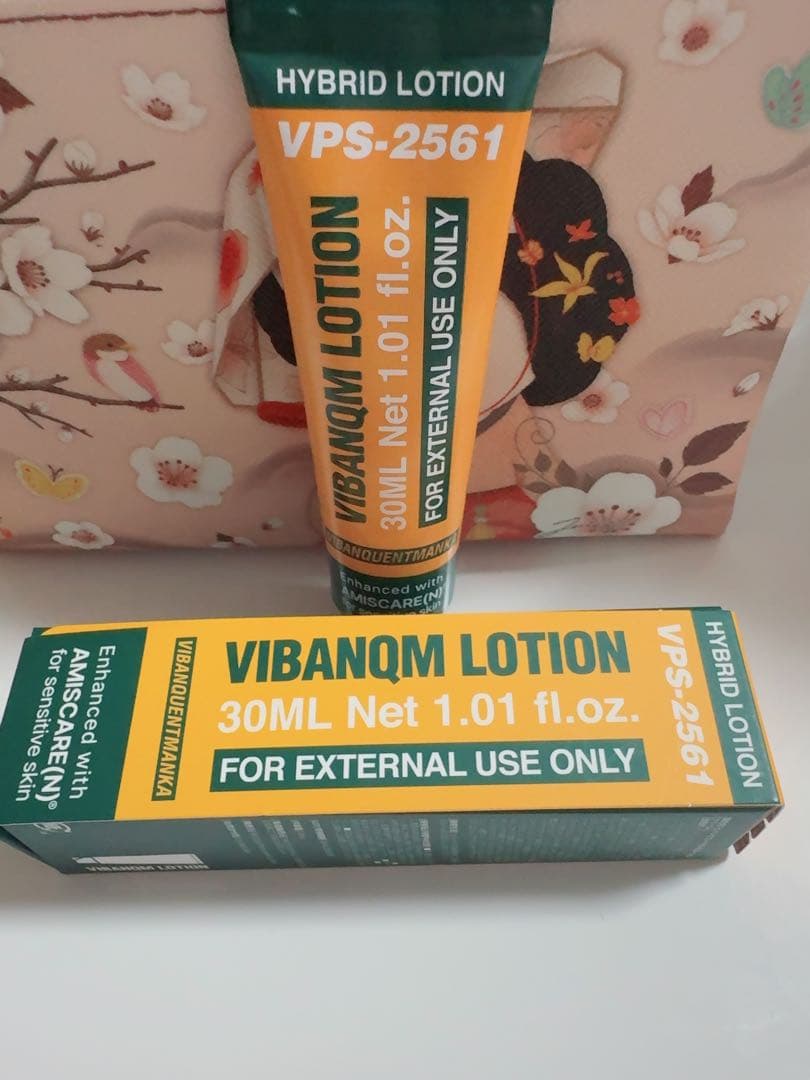 HYBRID LOTION
VPS-2561
VIBANQM LOTION
30ML Net 1.01 fl.oz.
FOR EXTERNAL USE ONLY
VIBANQUENTMANKA
Enhanced with
AMISCARE(N)
Enhanced with
AMISCARE(N)®
for sensitive skin
VIBANQUENTMANKA
VIBANQM LOTION
30ML Net 1.01 fl.oz.
FOR EXTERNAL USE ONLY
VPS-2561
HYBRID LOTION
VIBANQM LOTION